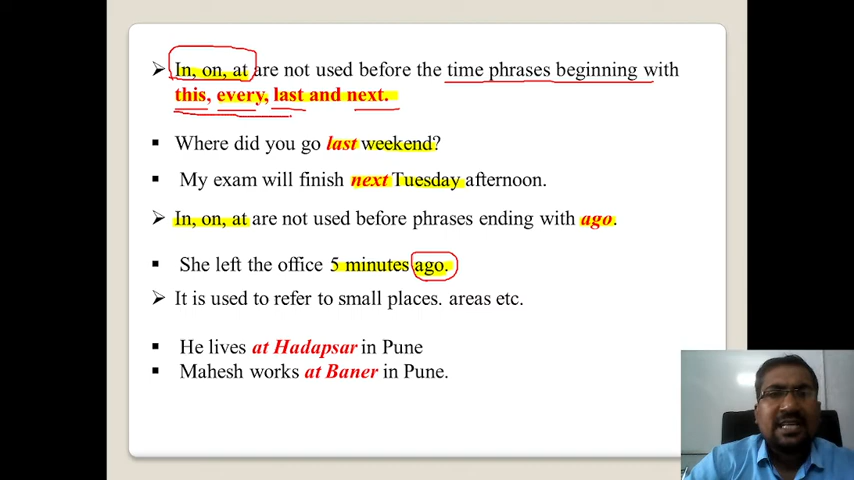 ➢ In, on, at are not used before the time phrases beginning with
this, every, last and next.
▪ Where did you go last weekend?
▪ My exam will finish next Tuesday afternoon.
➢ In, on, at are not used before phrases ending with ago.
▪ She left the office 5 minutes ago.
➢ It is used to refer to small places. areas etc.
▪ He lives at Hadapsar in Pune
▪ Mahesh works at Baner in Pune.